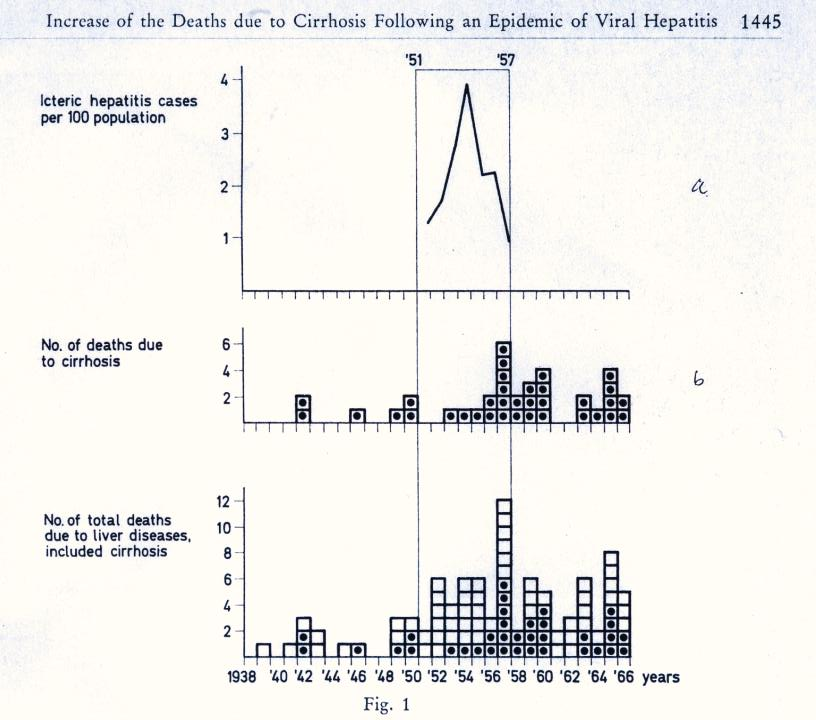 Increase of the Deaths due to Cirrhosis Following an Epidemic of Viral Hepatitis 1445
'51 '57
Icteric hepatitis cases
per 100 population
4
3
2
1
a
No. of deaths due
to cirrhosis
6
4
2
b
No. of total deaths
due to liver diseases,
included cirrhosis
12
10
8
6
4
2
1938 '40 '42 '44 '46 '48 '50 '52 '54 '56 '58 '60 '62 '64 '66 years
Fig. 1